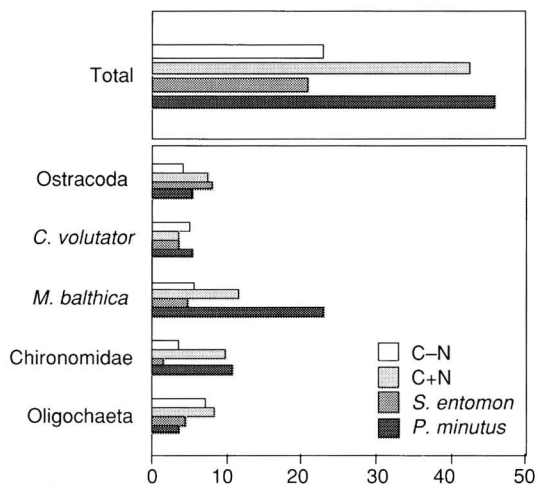 Total
Ostracoda
C. volutator
M. balthica
Chironomidae
Oligochaeta
C–N
C+N
S. entomon
P. minutus
0 10 20 30 40 50